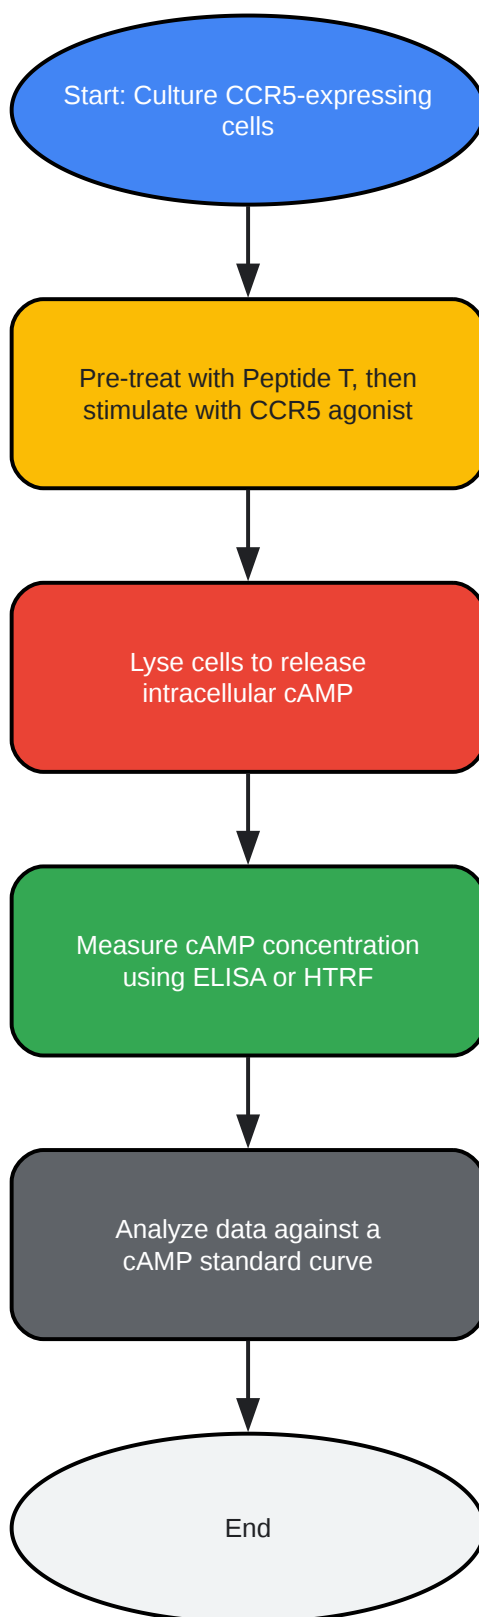 Start: Culture CCR5-expressing
cells
Pre-treat with Peptide T, then
stimulate with CCR5 agonist
Lyse cells to release
intracellular cAMP
Measure cAMP concentration
using ELISA or HTRF
Analyze data against a
cAMP standard curve
End